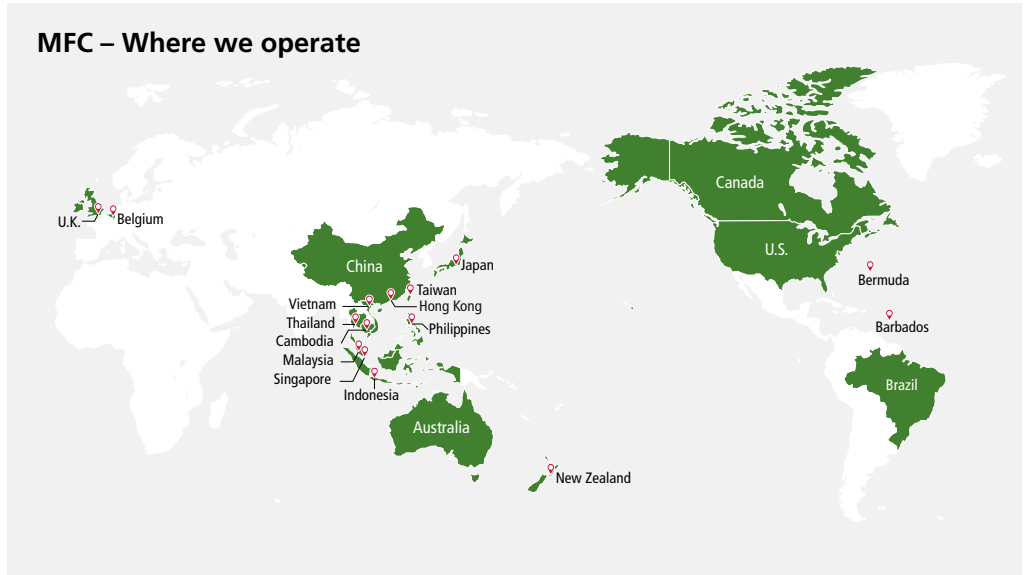 MFC – Where we operate
Canada
U.K.
Belgium
U.S.
China
Japan
Bermuda
Taiwan
Vietnam
Hong Kong
Thailand
Philippines
Barbados
Cambodia
Malaysia
Singapore
Brazil
Indonesia
Australia
New Zealand